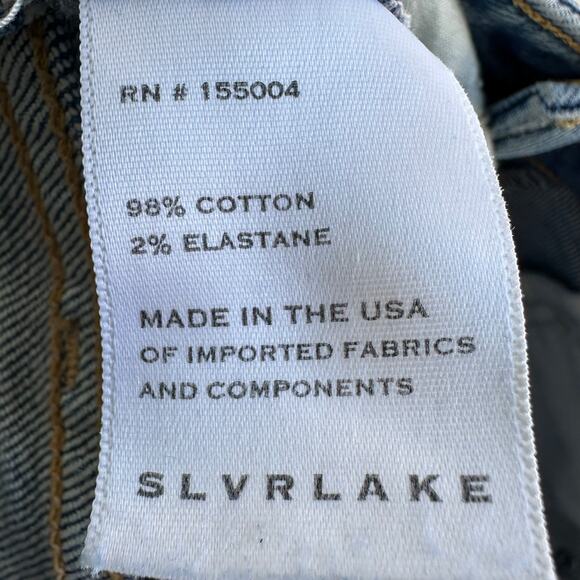 RN # 155004
98% COTTON
2% ELASTANE
MADE IN THE USA
OF IMPORTED FABRICS
AND COMPONENTS
SLVRLAKE